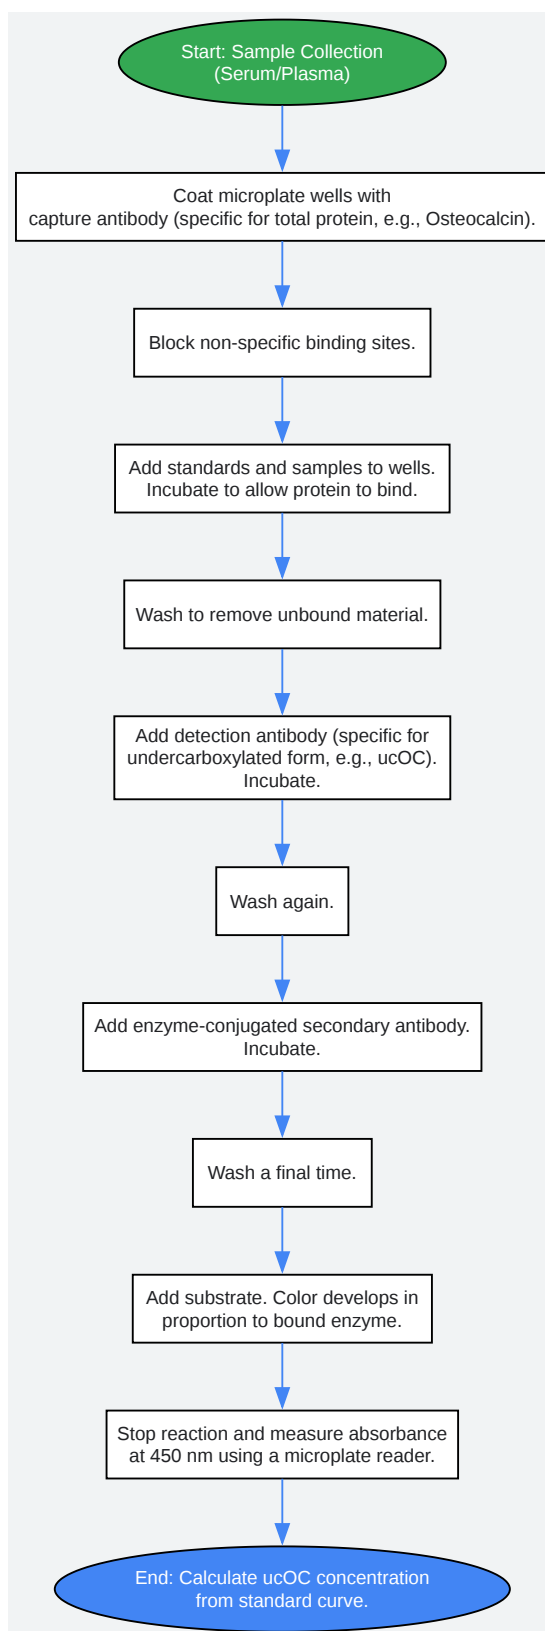 Start: Sample Collection
(Serum/Plasma)
Coat microplate wells with
capture antibody (specific for total protein, e.g., Osteocalcin).
Block non-specific binding sites.
Add standards and samples to wells.
Incubate to allow protein to bind.
Wash to remove unbound material.
Add detection antibody (specific for
undercarboxylated form, e.g., ucOC).
Incubate.
Wash again.
Add enzyme-conjugated secondary antibody.
Incubate.
Wash a final time.
Add substrate. Color develops in
proportion to bound enzyme.
Stop reaction and measure absorbance
at 450 nm using a microplate reader.
End: Calculate ucOC concentration
from standard curve.